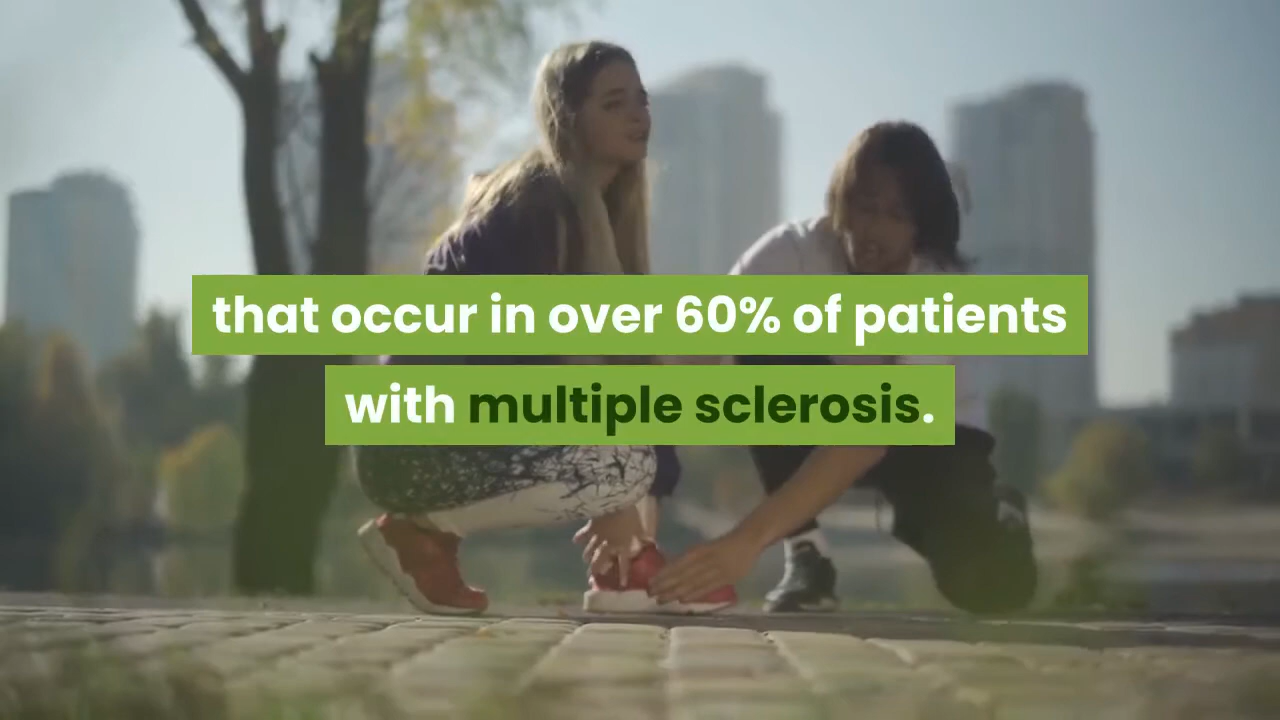 that occur in over 60% of patients
with multiple sclerosis.